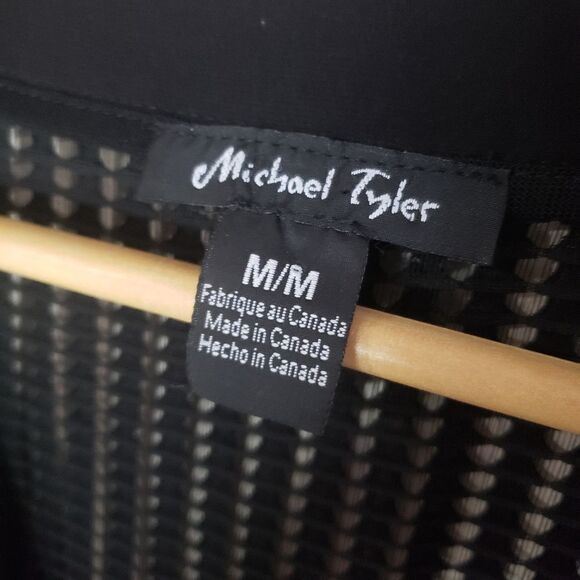 Michael Tyler
M/M
Fabrique au Canada
Made in Canada
Hecho in Canada